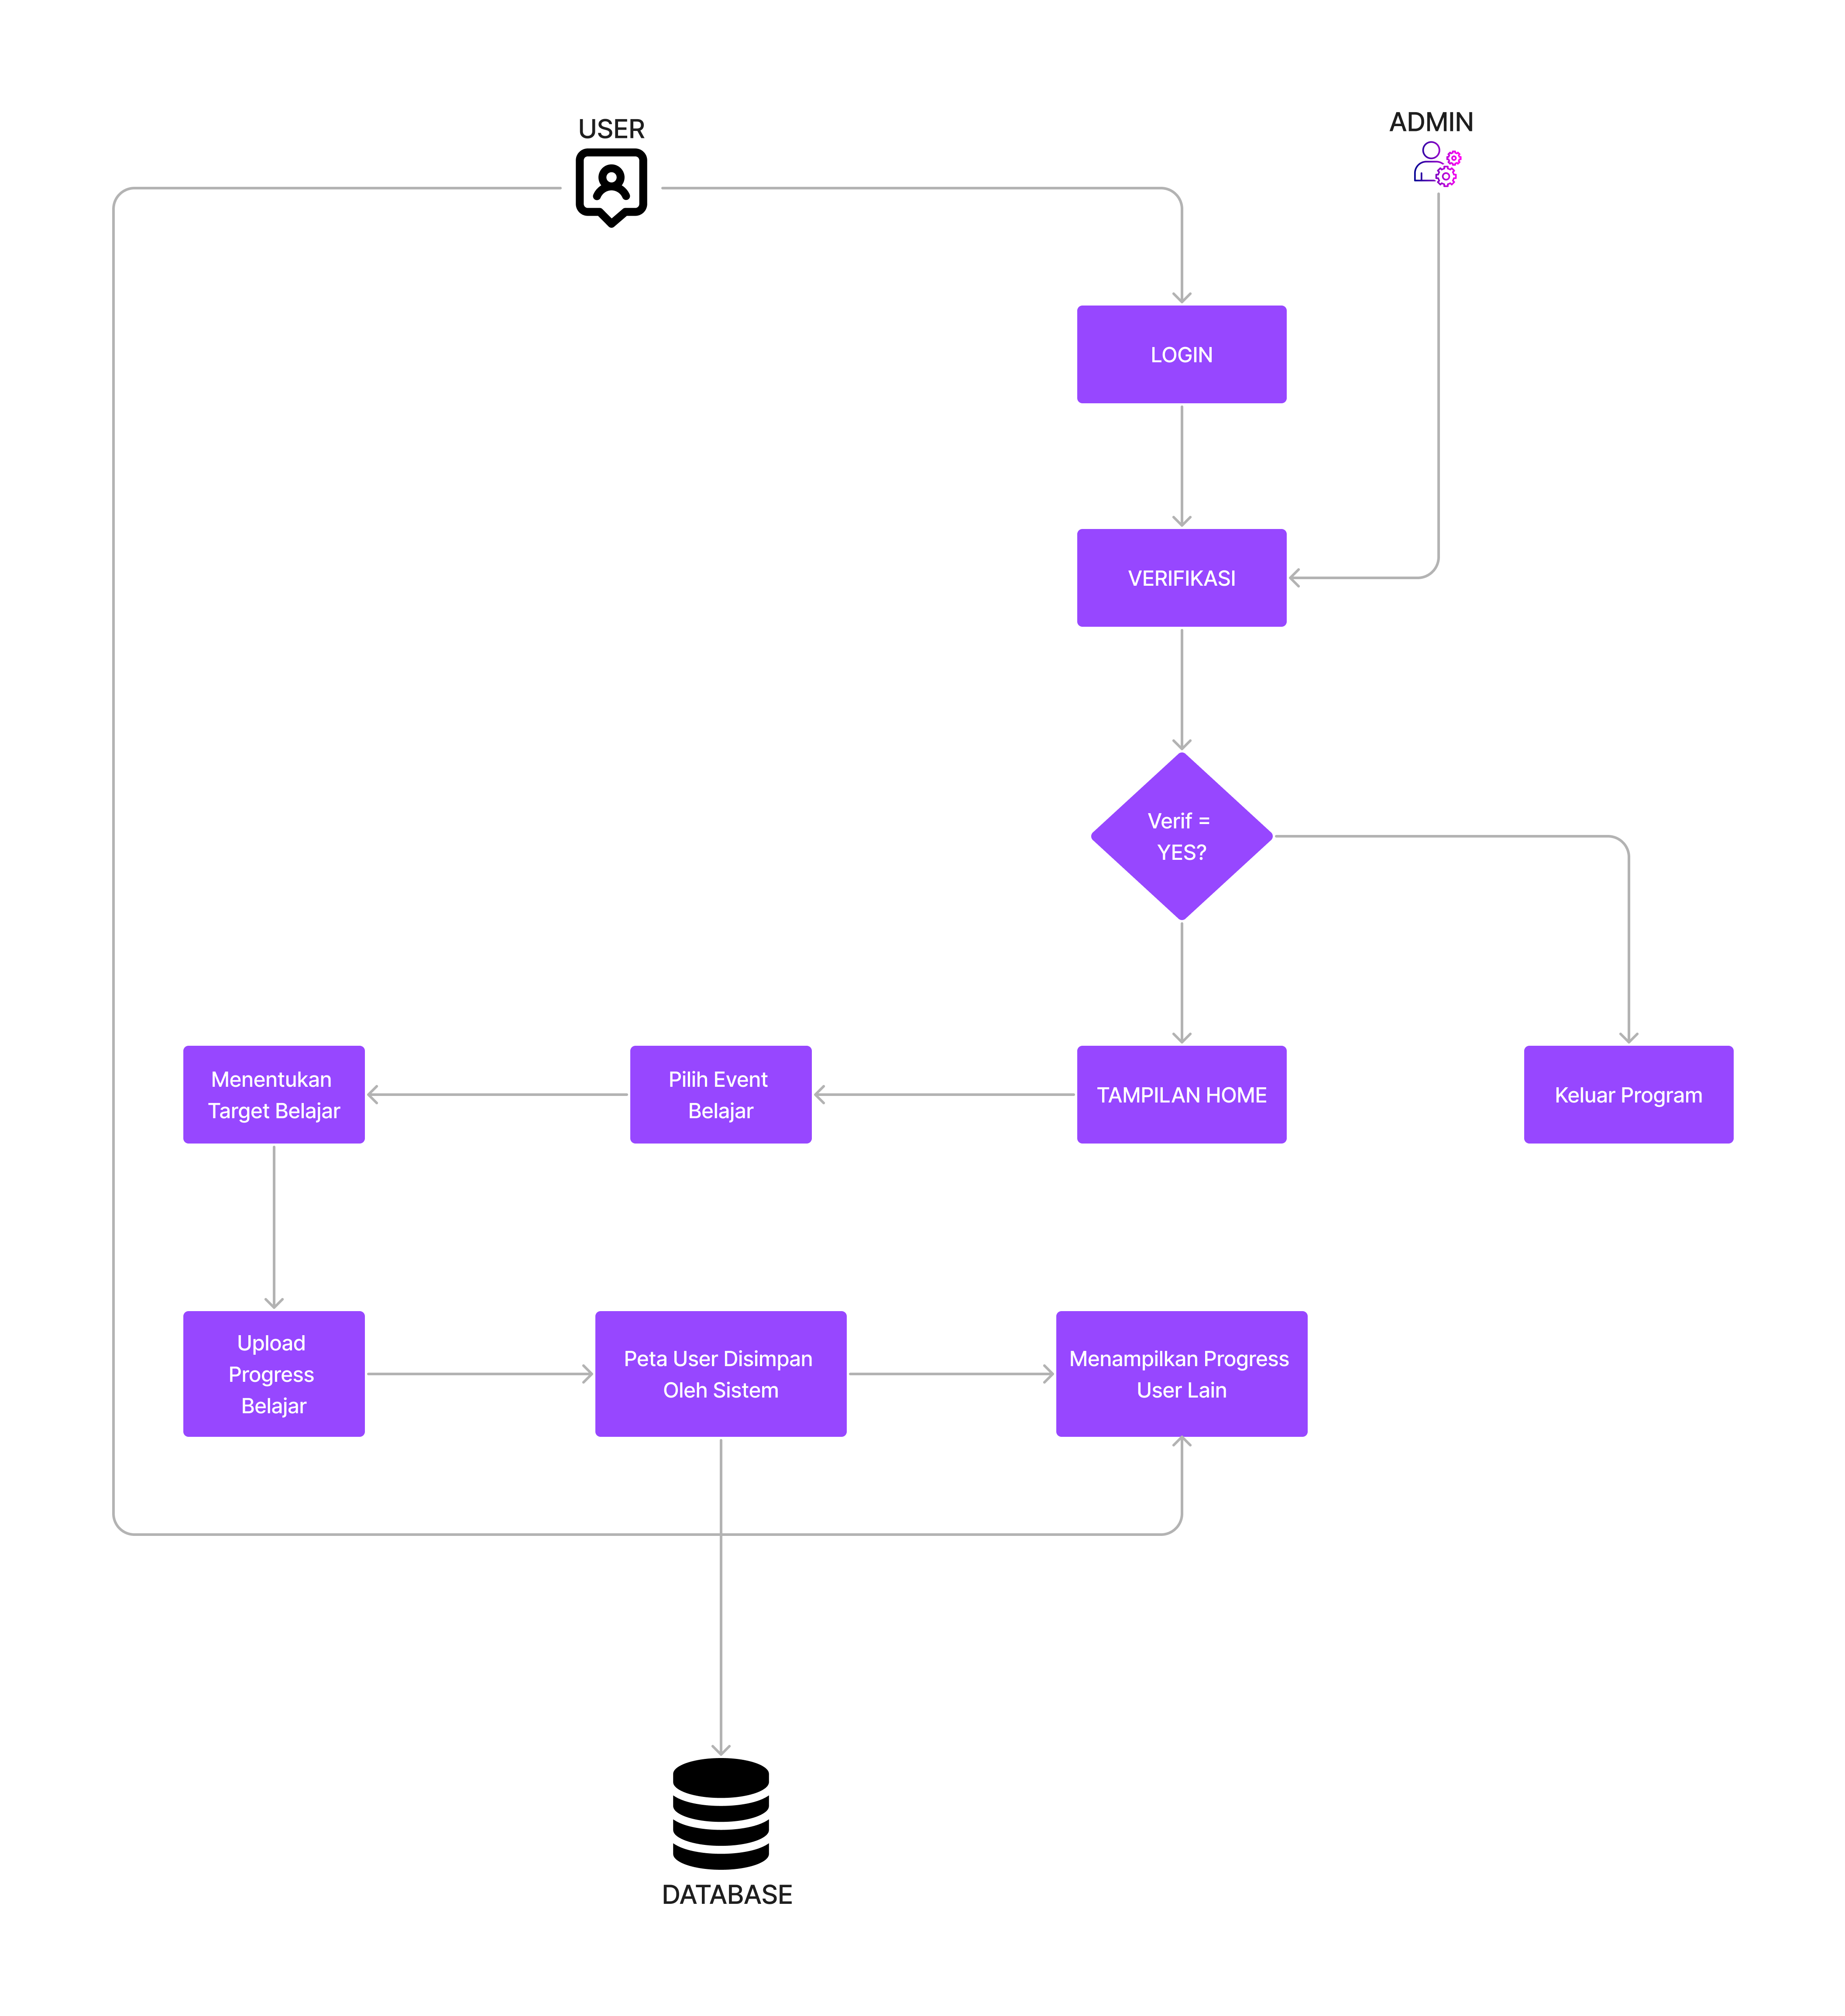 USER
ADMIN
LOGIN
VERIFIKASI
Verif =
YES?
Menentukan
Target Belajar
Pilih Event
Belajar
TAMPILAN HOME
Keluar Program
Upload
Progress
Belajar
Peta User Disimpan
Oleh Sistem
Menampilkan Progress
User Lain
DATABASE